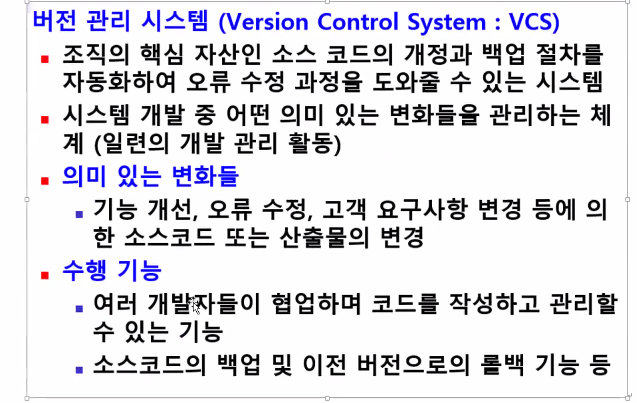 버전 관리 시스템 (Version Control System : VCS)
조직의 핵심 자산인 소스 코드의 개정과 백업 절차를
자동화하여 오류 수정 과정을 도와줄 수 있는 시스템
시스템 개발 중 어떤 의미 있는 변화들을 관리하는 체
계 (일련의 개발 관리 활동)
의미 있는 변화들
기능 개선, 오류 수정, 고객 요구사항 변경 등에 의
한 소스코드 또는 산출물의 변경
수행 기능
여러 개발자들이 협업하며 코드를 작성하고 관리할
수 있는 기능
소스코드의 백업 및 이전 버전으로의 롤백 기능 등